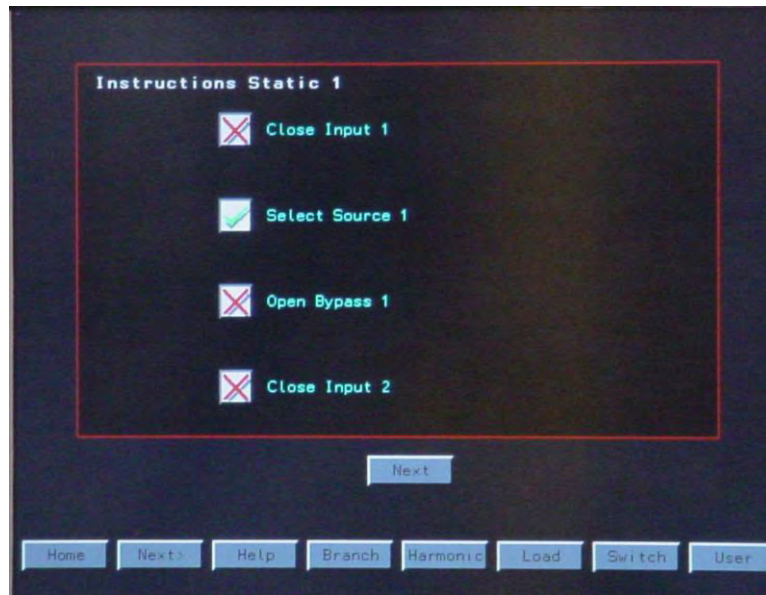 Instructions Static 1
Close Input 1
Select Source 1
Open Bypass 1
Close Input 2
Next
Home Next> Help Branch Harmonic Load Switch User